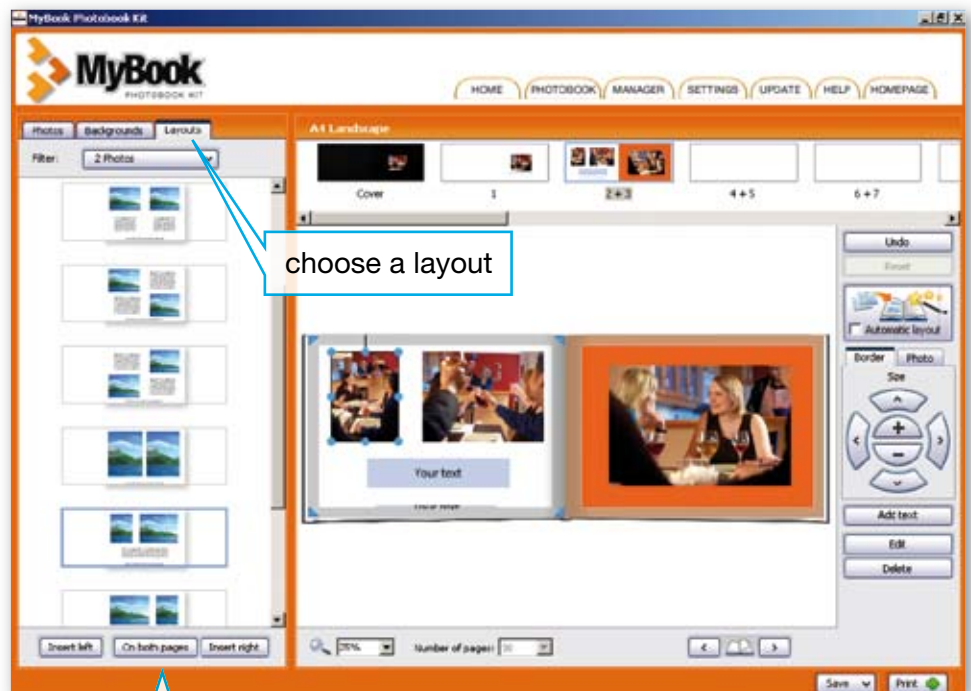 MyBook Photobook Kit
MyBook
PHOTOBOOK KIT
HOME PHOTOBOOK MANAGER SETTINGS UPDATE HELP HOMEPAGE
Photos Backgrounds Layouts
Filter: 2 Photos
A4 Landscape
Cover 1 2+3 4+5 6+7
choose a layout
Undo
Reset
Automatic layout
Border Photo
Size
+
-
Your text
Add text
Edit
Delete
Insert left On both pages Insert right
25% Number of pages:
Save Print